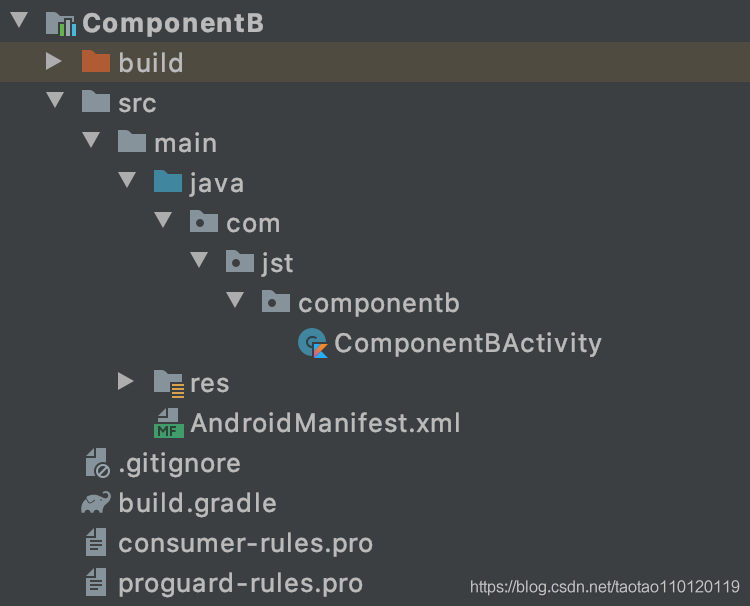 ComponentB
build
src
main
java
com
jst
componentb
ComponentBActivity
res
AndroidManifest.xml
.gitignore
build.gradle
consumer-rules.pro
proguard-rules.pro
https://blog.csdn.net/taotao110120119